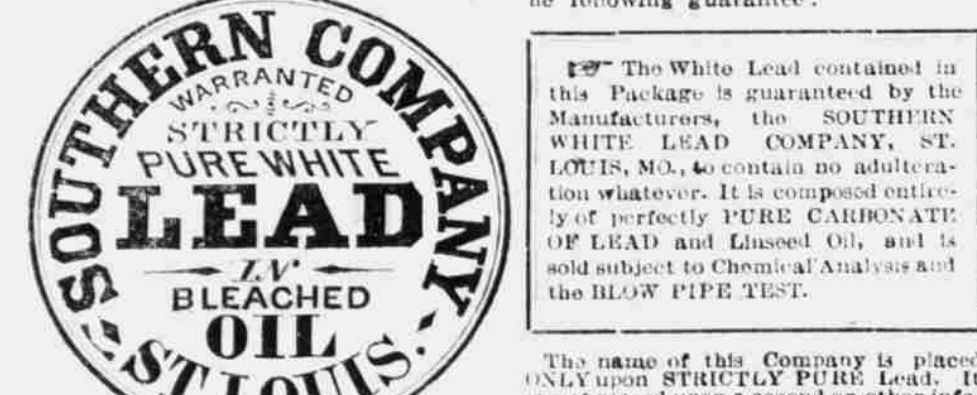 SOUTHERN COMPANY
WARRANTED
STRICTLY
PURE WHITE
LEAD
IN
BLEACHED
OIL
ST. LOUIS.
following guarantee:
☞ The White Lead contained in
this Package is guaranteed by the
Manufacturers, the SOUTHERN
WHITE LEAD COMPANY, ST.
LOUIS, MO., to contain no adultera-
tion whatever. It is composed entire-
ly of perfectly PURE CARBONATE
OF LEAD and Linseed Oil, and is
sold subject to Chemical Analysis and
the BLOW PIPE TEST.
The name of this Company is placed
ONLY upon STRICTLY PURE Lead. It